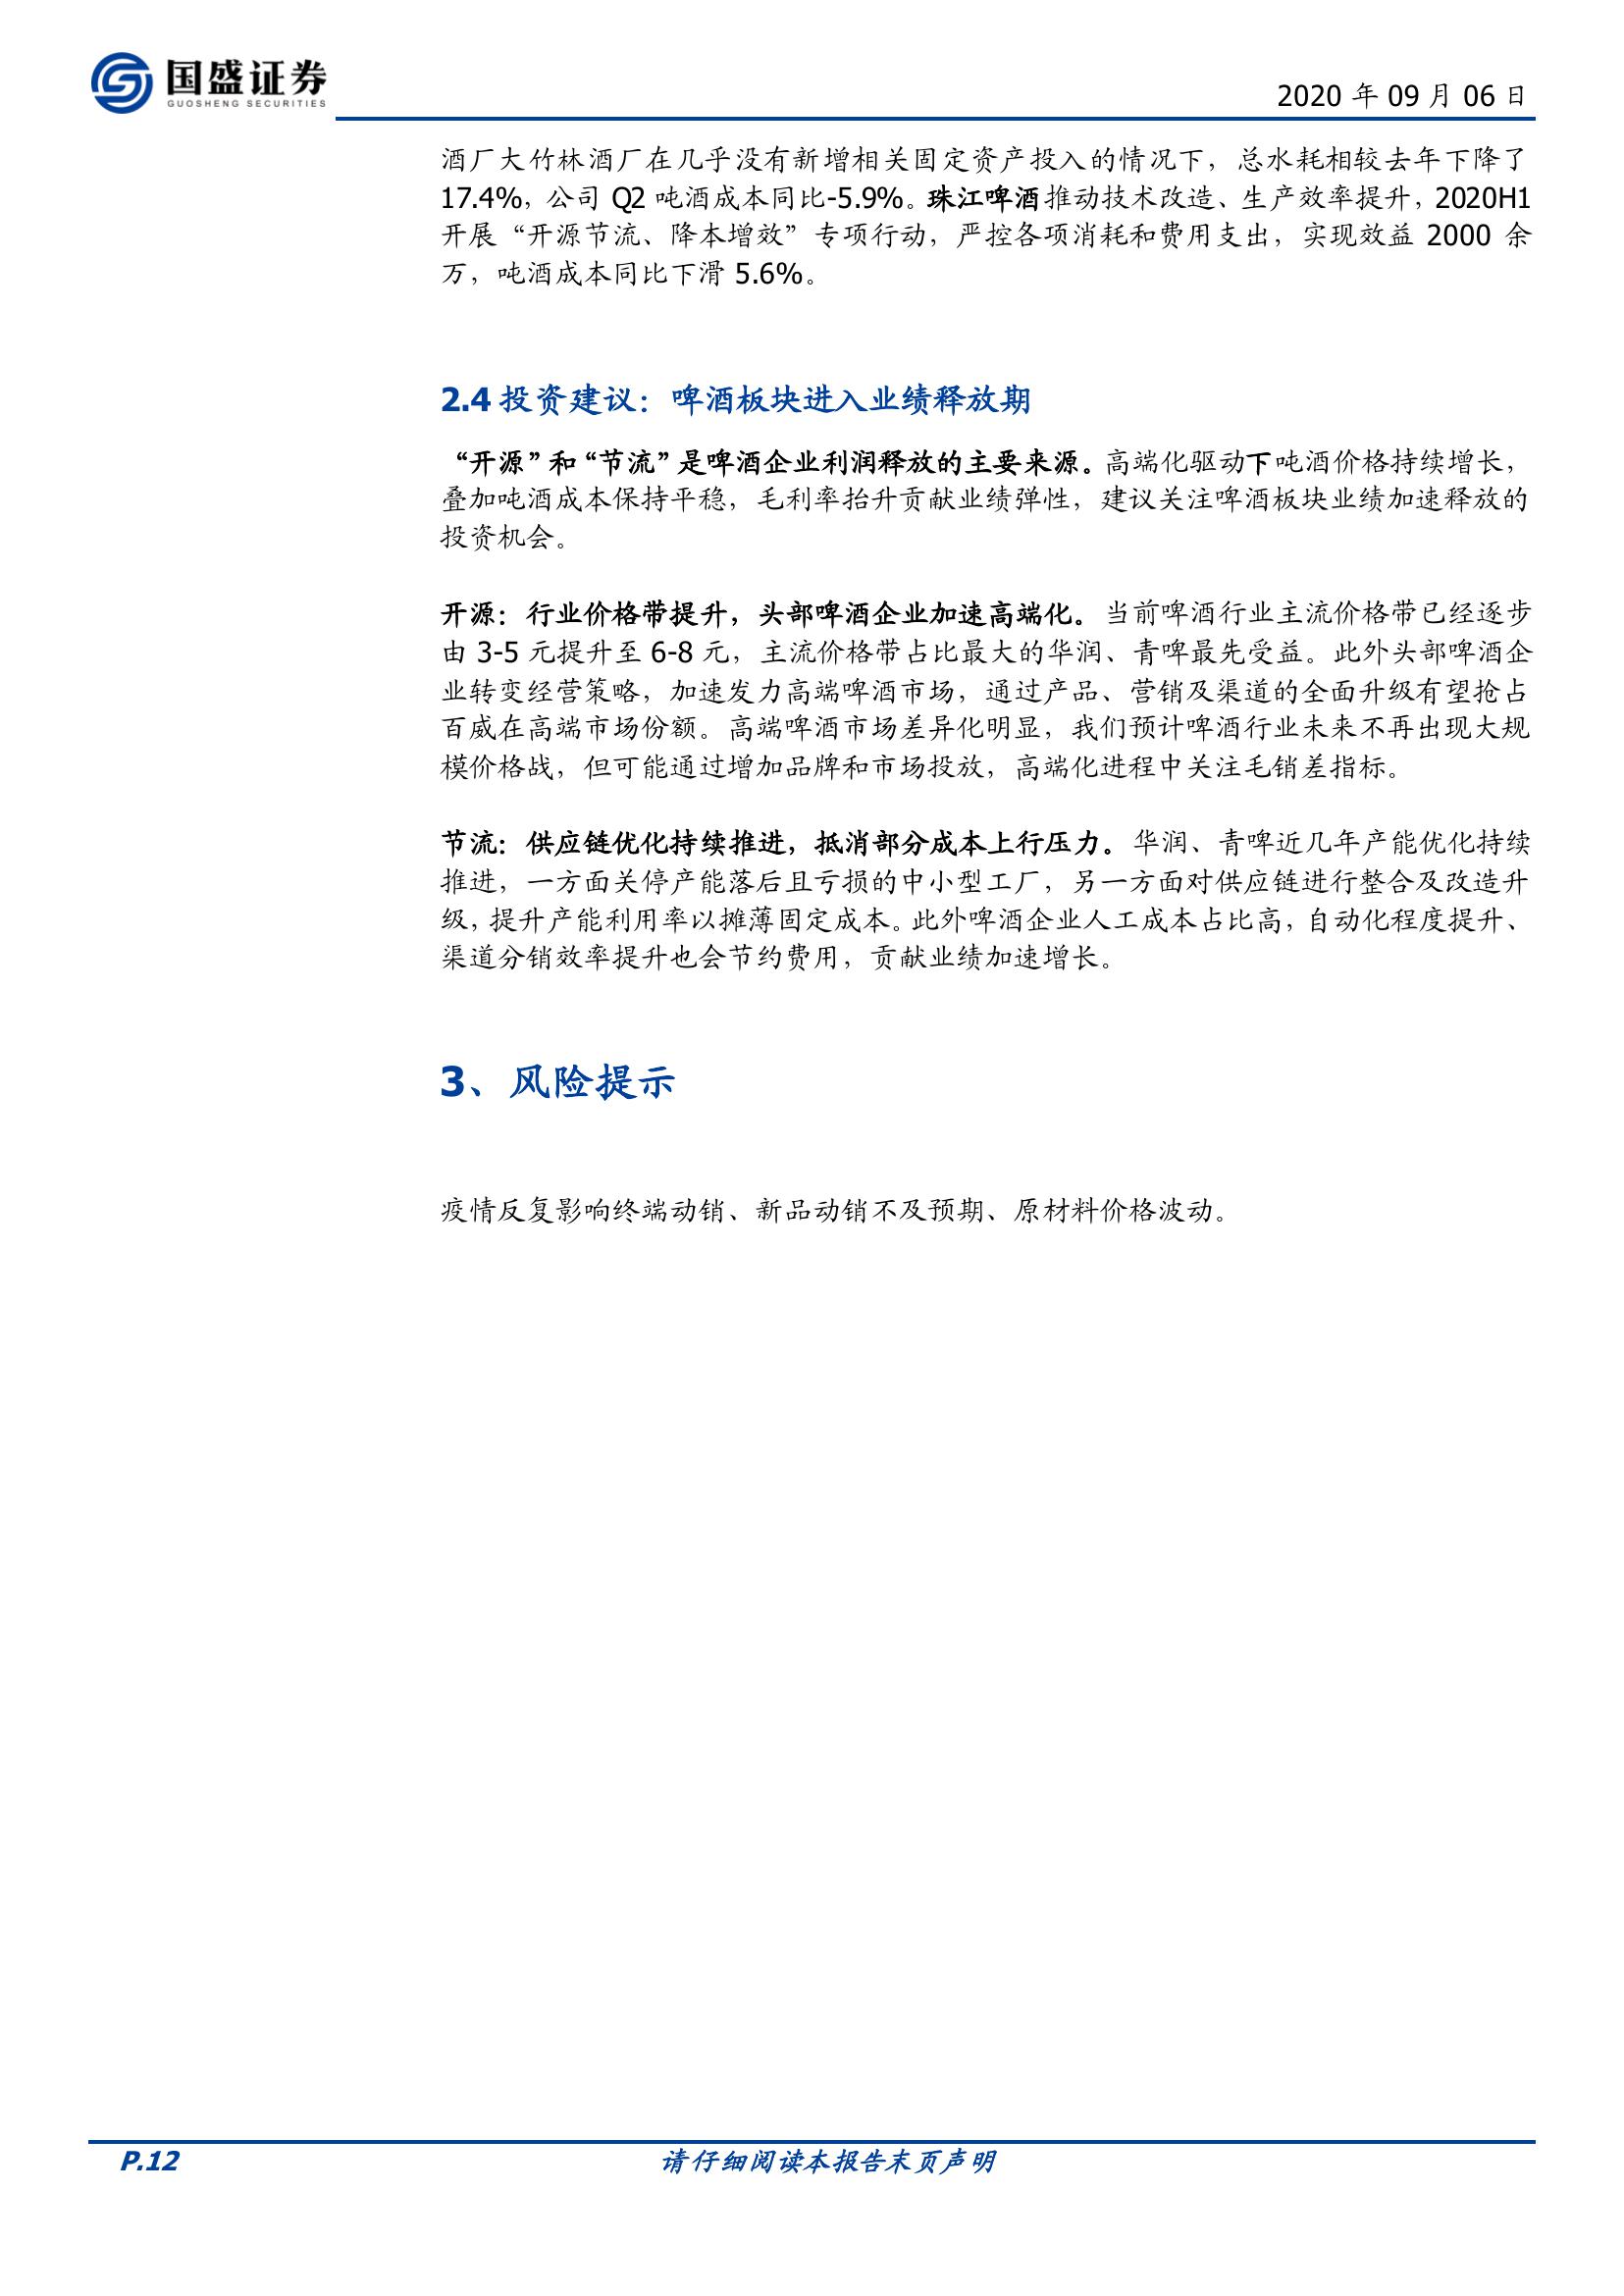 国盛证券
GUOSHENG SECURITIES
2020 年 09 月 06 日
酒厂大竹林酒厂在几乎没有新增相关固定资产投入的情况下，总水耗相较去年下降了
17.4%，公司 Q2 吨酒成本同比-5.9%。珠江啤酒推动技术改造、生产效率提升，2020H1
开展“开源节流、降本增效”专项行动，严控各项消耗和费用支出，实现效益 2000 余
万，吨酒成本同比下滑 5.6%。
2.4 投资建议：啤酒板块进入业绩释放期
“开源”和“节流”是啤酒企业利润释放的主要来源。高端化驱动下吨酒价格持续增长，
叠加吨酒成本保持平稳，毛利率抬升贡献业绩弹性，建议关注啤酒板块业绩加速释放的
投资机会。
开源：行业价格带提升，头部啤酒企业加速高端化。当前啤酒行业主流价格带已经逐步
由 3-5 元提升至 6-8 元，主流价格带占比最大的华润、青啤最先受益。此外头部啤酒企
业转变经营策略，加速发力高端啤酒市场，通过产品、营销及渠道的全面升级有望抢占
百威在高端市场份额。高端啤酒市场差异化明显，我们预计啤酒行业未来不再出现大规
模价格战，但可能通过增加品牌和市场投放，高端化进程中关注毛销差指标。
节流：供应链优化持续推进，抵消部分成本上行压力。华润、青啤近几年产能优化持续
推进，一方面关停产能落后且亏损的中小型工厂，另一方面对供应链进行整合及改造升
级，提升产能利用率以摊薄固定成本。此外啤酒企业人工成本占比高，自动化程度提升、
渠道分销效率提升也会节约费用，贡献业绩加速增长。
3、风险提示
疫情反复影响终端动销、新品动销不及预期、原材料价格波动。
P.12
请仔细阅读本报告末页声明